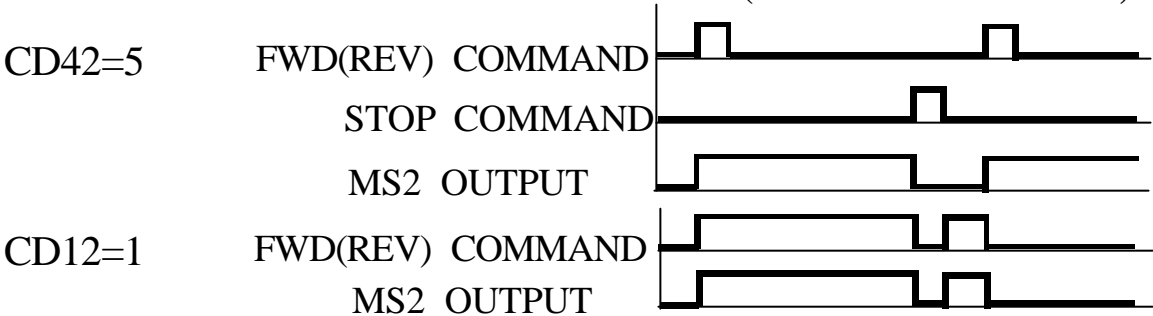 CD42=5 FWD(REV) COMMAND
STOP COMMAND
MS2 OUTPUT
CD12=1 FWD(REV) COMMAND
MS2 OUTPUT